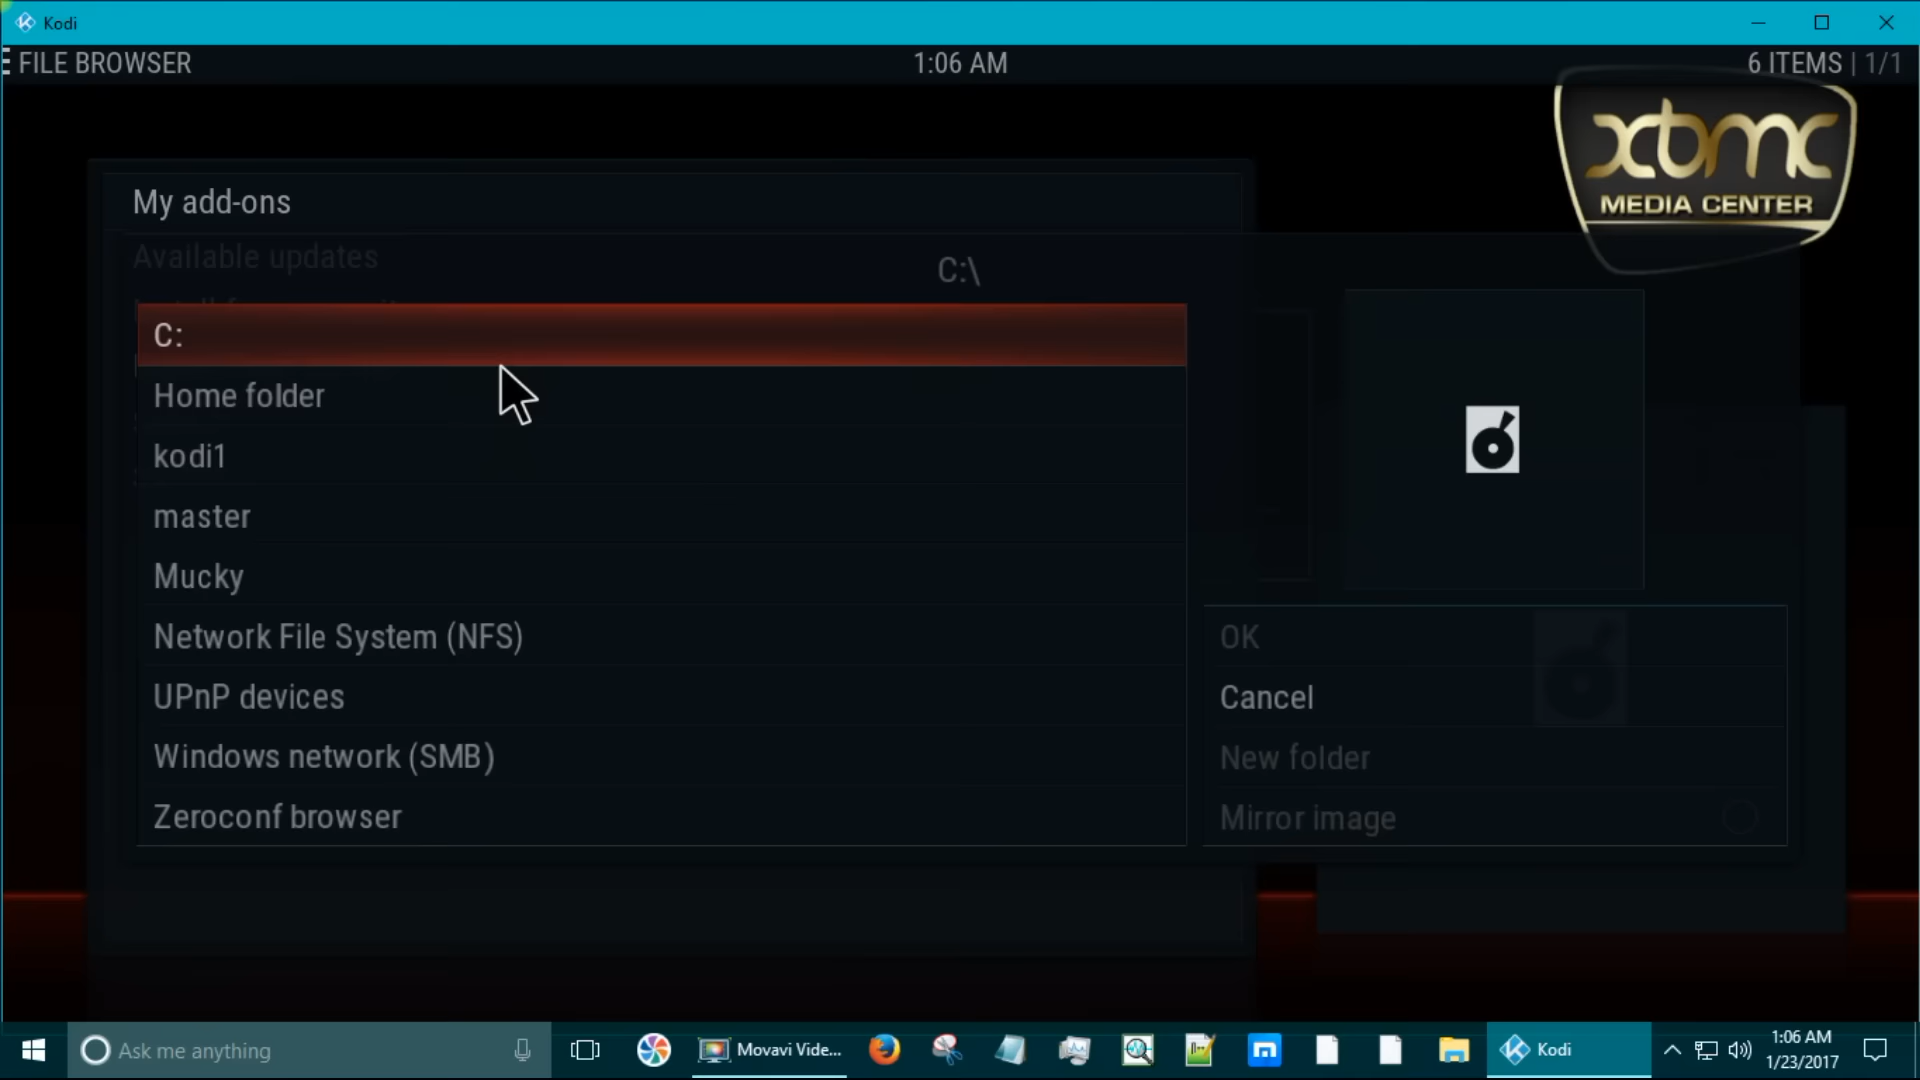 Kodi
FILE BROWSER
1:06 AM
6 ITEMS | 1/1
xbmc
MEDIA CENTER
My add-ons
Available updates
C:\
C:
Home folder
kodi1
master
Mucky
Network File System (NFS)
UPnP devices
Windows network (SMB)
Zeroconf browser
OK
Cancel
New folder
Mirror image
Ask me anything
Movavi Vide...
Kodi
1:06 AM
1/23/2017